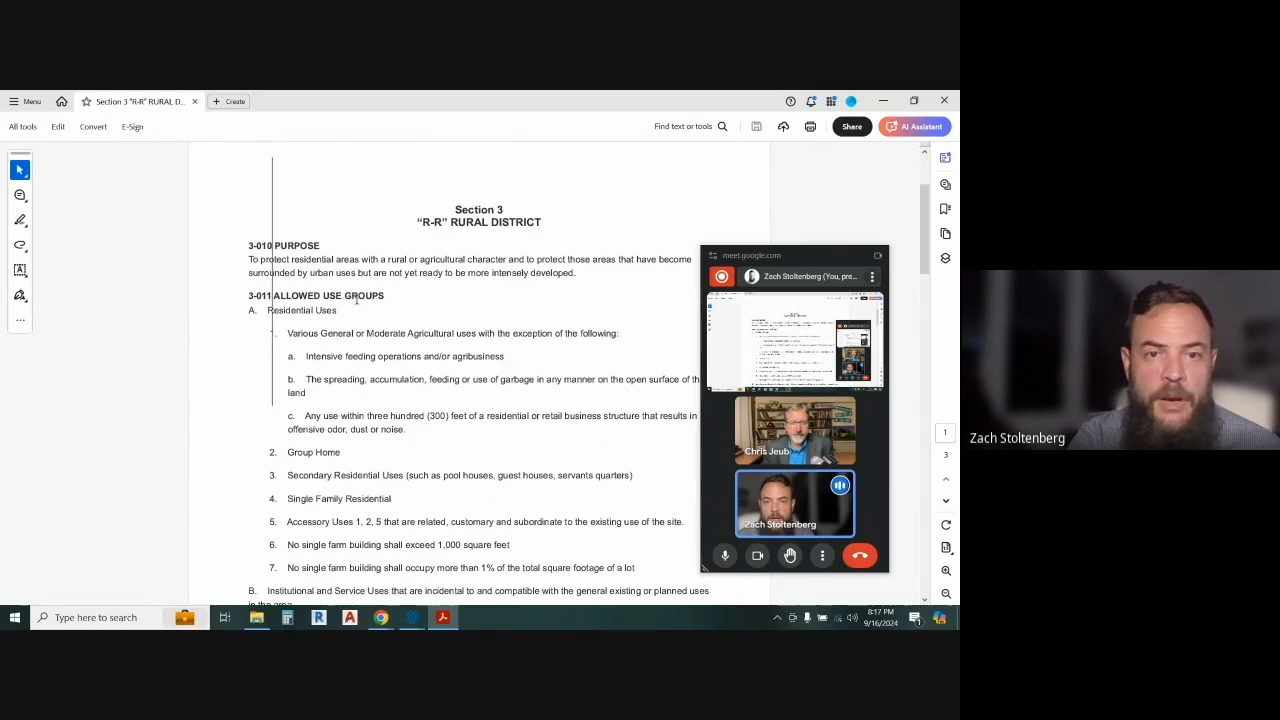 Menu
Section 3 "R-R" RURAL D...
Create
All tools
Edit
Convert
E-Sign
Find text or tools
Share
AI Assistant
Section 3
“R-R” RURAL DISTRICT
3-010 PURPOSE
To protect residential areas with a rural or agricultural character and to protect those areas that have become
surrounded by urban uses but are not yet ready to be more intensely developed.
3-011 ALLOWED USE GROUPS
A. Residential Uses
Various General or Moderate Agricultural uses with the exception of the following:
a. Intensive feeding operations and/or agribusiness
b. The spreading, accumulation, feeding or use of garbage in any manner on the open surface of th
land
c. Any use within three hundred (300) feet of a residential or retail business structure that results in
offensive odor, dust or noise.
2. Group Home
3. Secondary Residential Uses (such as pool houses, guest houses, servants quarters)
4. Single Family Residential
5. Accessory Uses 1, 2, 5 that are related, customary and subordinate to the existing use of the site.
6. No single farm building shall exceed 1,000 square feet
7. No single farm building shall occupy more than 1% of the total square footage of a lot
B. Institutional and Service Uses that are incidental to and compatible with the general existing or planned uses
in the area
meet.google.com
Zach Stoltenberg (You, pre...
Chris Jeub
Zach Stoltenberg
1
3
Type here to search
8:17 PM
9/16/2024
Zach Stoltenberg